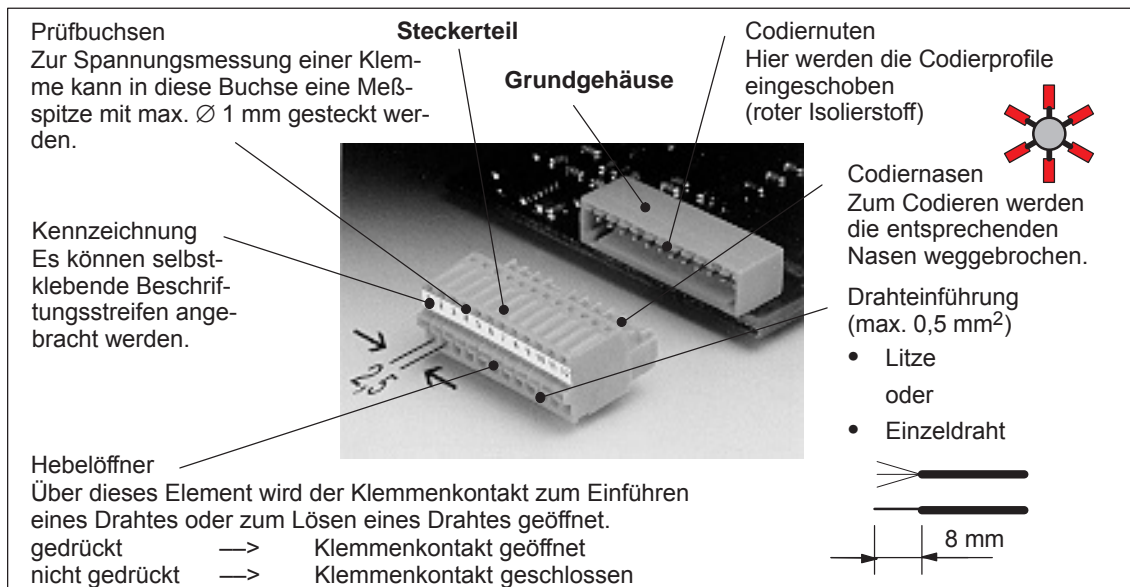 Prüfbuchsen
Zur Spannungsmessung einer Klem-
me kann in diese Buchse eine Meß-
spitze mit max. ∅ 1 mm gesteckt wer-
den.
Steckerteil
Grundgehäuse
Codiernuten
Hier werden die Codierprofile
eingeschoben
(roter Isolierstoff)
Codiernasen
Zum Codieren werden
die entsprechenden
Nasen weggebrochen.
Kennzeichnung
Es können selbst-
klebende Beschrif-
tungsstreifen ange-
bracht werden.
Drahteinführung
(max. 0,5 mm²)
• Litze
oder
• Einzeldraht
8 mm
2,5
Hebelöffner
Über dieses Element wird der Klemmenkontakt zum Einführen
eines Drahtes oder zum Lösen eines Drahtes geöffnet.
gedrückt —> Klemmenkontakt geöffnet
nicht gedrückt —> Klemmenkontakt geschlossen